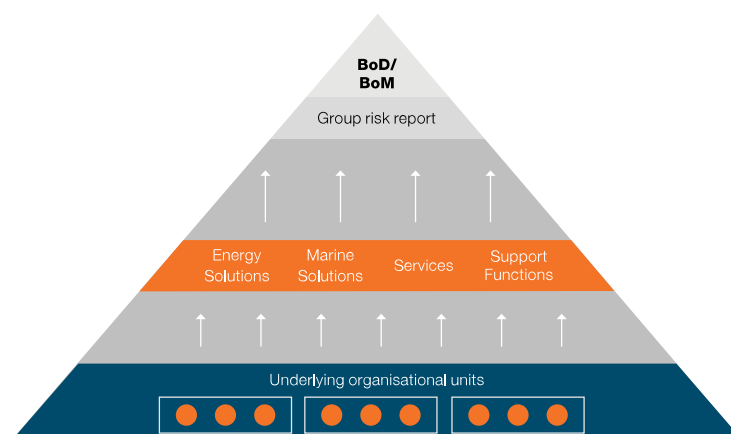 BoD/
BoM
Group risk report
Energy
Solutions
Marine
Solutions
Services
Support
Functions
Underlying organisational units